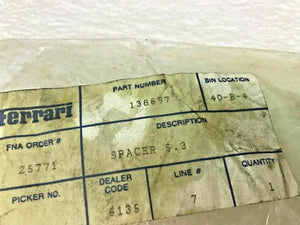 Ferrari
PART NUMBER
138697
BIN LOCATION
40-B-4
FNA ORDER #
25771
DESCRIPTION
SPACER 5.3
PICKER NO.
DEALER CODE
6135
LINE #
7
QUANTITY
1